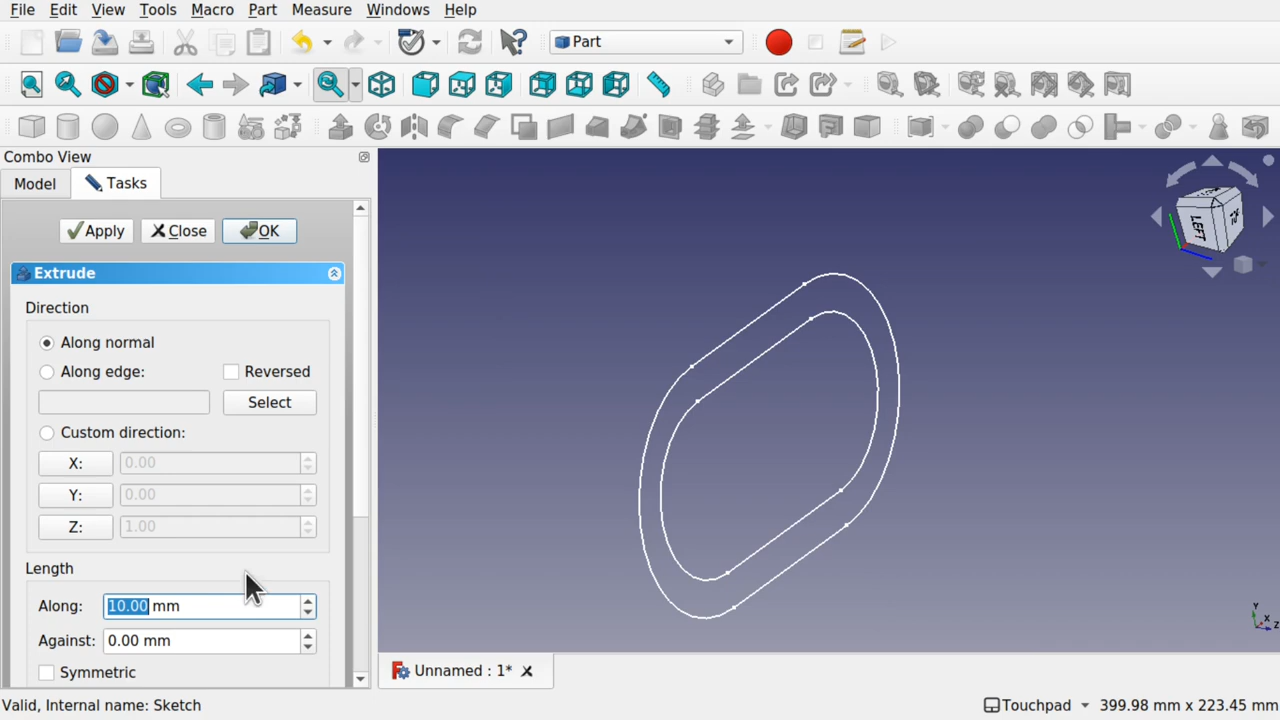 File Edit View Tools Macro Part Measure Windows Help
Part
Combo View
Model Tasks
Apply Close OK
Extrude
Direction
Along normal
Along edge: Reversed
Select
Custom direction:
X: 0.00
Y: 0.00
Z: 1.00
Length
Along: 10.00 mm
Against: 0.00 mm
Symmetric
LEFT
Y
X
Z
Unnamed : 1*
Valid, Internal name: Sketch
Touchpad 399.98 mm x 223.45 mm